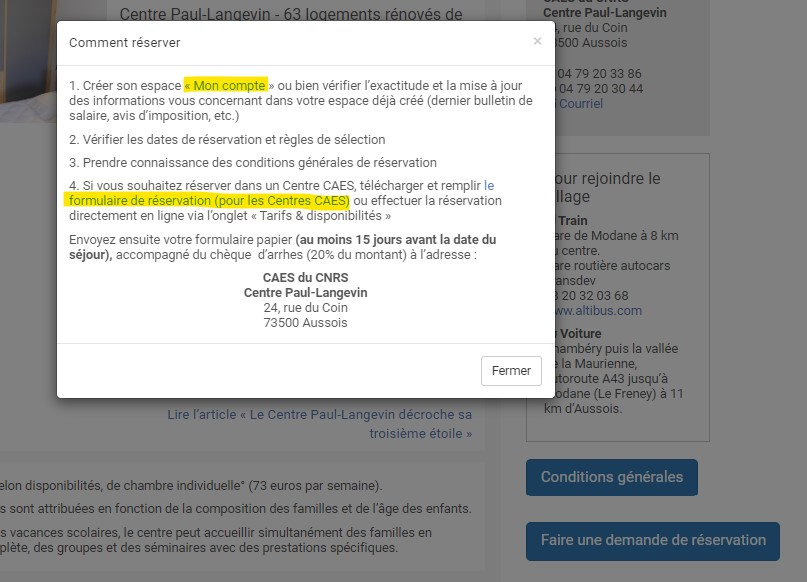 Centre Paul-Langevin - 63 logements rénovés de
Comment réserver
×
1. Créer son espace « Mon compte » ou bien vérifier l'exactitude et la mise à jour
des informations vous concernant dans votre espace déjà créé (dernier bulletin de
salaire, avis d'imposition, etc.)
2. Vérifier les dates de réservation et règles de sélection
3. Prendre connaissance des conditions générales de réservation
4. Si vous souhaitez réserver dans un Centre CAES, télécharger et remplir le
formulaire de réservation (pour les Centres CAES) ou effectuer la réservation
directement en ligne via l'onglet « Tarifs & disponibilités »
Envoyez ensuite votre formulaire papier (au moins 15 jours avant la date du
séjour), accompagné du chèque d'arrhes (20% du montant) à l'adresse :
CAES du CNRS
Centre Paul-Langevin
24, rue du Coin
73500 Aussois
Fermer
Lire l'article « Le Centre Paul-Langevin décroche sa
troisième étoile »
elon disponibilités, de chambre individuelle* (73 euros par semaine).
s sont attribuées en fonction de la composition des familles et de l'âge des enfants.
s vacances scolaires, le centre peut accueillir simultanément des familles en
plète, des groupes et des séminaires avec des prestations spécifiques.
CAES du CNRS
Centre Paul-Langevin
, rue du Coin
3500 Aussois
04 79 20 33 86
04 79 20 30 44
Courriel
our rejoindre le
llage
Train
are de Modane à 8 km
u centre.
are routière autocars
ansdev
3 20 32 03 68
ww.altibus.com
Voiture
hambéry puis la vallée
e la Maurienne,
utoroute A43 jusqu'à
odane (Le Freney) à 11
km d'Aussois.
Conditions générales
Faire une demande de réservation